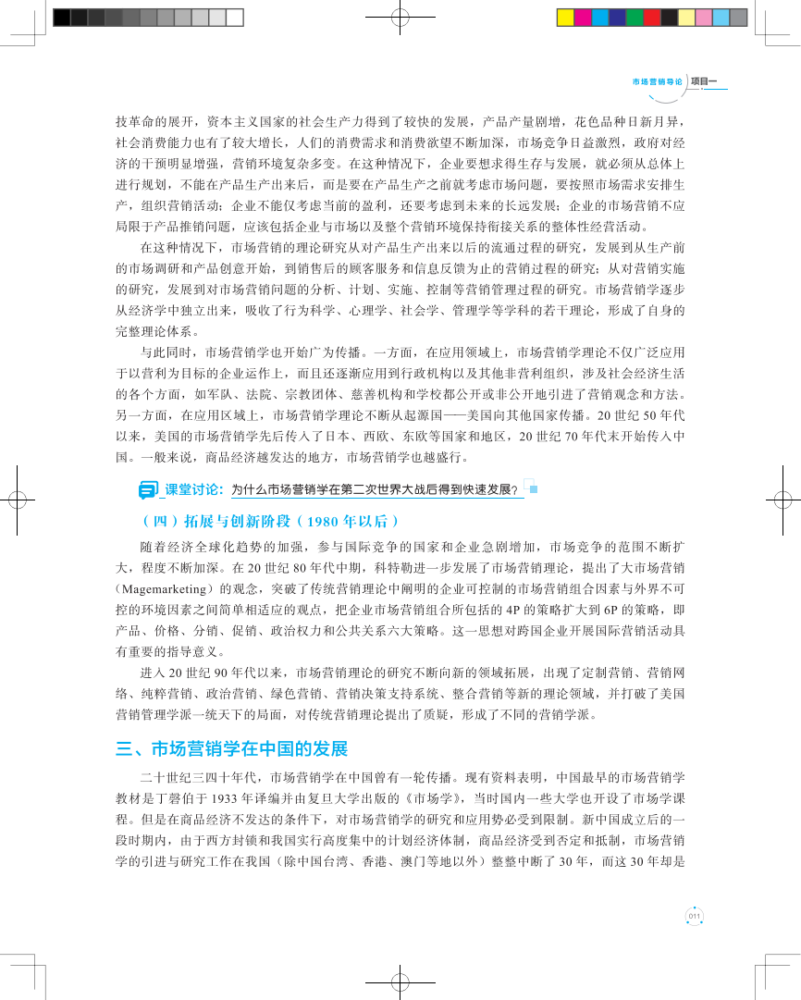 市场营销导论 项目一
技革命的展开，资本主义国家的社会生产力得到了较快的发展，产品产量剧增，花色品种日新月异，
社会消费能力也有了较大增长，人们的消费需求和消费欲望不断加深，市场竞争日益激烈，政府对经
济的干预明显增强，营销环境复杂多变。在这种情况下，企业要想求得生存与发展，就必须从总体上
进行规划，不能在产品生产出来后，而是要在产品生产之前就考虑市场问题，要按照市场需求安排生
产，组织营销活动；企业不能仅考虑当前的盈利，还要考虑到未来的长远发展；企业的市场营销不应
局限于产品推销问题，应该包括企业与市场以及整个营销环境保持衔接关系的整体性经营活动。
在这种情况下，市场营销的理论研究从对产品生产出来以后的流通过程的研究，发展到从生产前
的市场调研和产品创意开始，到销售后的顾客服务和信息反馈为止的营销过程的研究；从对营销实施
的研究，发展到对市场营销问题的分析、计划、实施、控制等营销管理过程的研究。市场营销学逐步
从经济学中独立出来，吸收了行为科学、心理学、社会学、管理学等学科的若干理论，形成了自身的
完整理论体系。
与此同时，市场营销学也开始广为传播。一方面，在应用领域上，市场营销学理论不仅广泛应用
于以营利为目标的企业运作上，而且还逐渐应用到行政机构以及其他非营利组织，涉及社会经济生活
的各个方面，如军队、法院、宗教团体、慈善机构和学校都公开或非公开地引进了营销观念和方法。
另一方面，在应用区域上，市场营销学理论不断从起源国——美国向其他国家传播。20 世纪 50 年代
以来，美国的市场营销学先后传入了日本、西欧、东欧等国家和地区，20 世纪 70 年代末开始传入中
国。一般来说，商品经济越发达的地方，市场营销学也越盛行。
课堂讨论：为什么市场营销学在第二次世界大战后得到快速发展？
（四）拓展与创新阶段（1980 年以后）
随着经济全球化趋势的加强，参与国际竞争的国家和企业急剧增加，市场竞争的范围不断扩
大，程度不断加深。在 20 世纪 80 年代中期，科特勒进一步发展了市场营销理论，提出了大市场营销
（Magemarketing）的观念，突破了传统营销理论中阐明的企业可控制的市场营销组合因素与外界不可
控的环境因素之间简单相适应的观点，把企业市场营销组合所包括的 4P 的策略扩大到 6P 的策略，即
产品、价格、分销、促销、政治权力和公共关系六大策略。这一思想对跨国企业开展国际营销活动具
有重要的指导意义。
进入 20 世纪 90 年代以来，市场营销理论的研究不断向新的领域拓展，出现了定制营销、营销网
络、纯粹营销、政治营销、绿色营销、营销决策支持系统、整合营销等新的理论领域，并打破了美国
营销管理学派一统天下的局面，对传统营销理论提出了质疑，形成了不同的营销学派。
三、市场营销学在中国的发展
二十世纪三四十年代，市场营销学在中国曾有一轮传播。现有资料表明，中国最早的市场营销学
教材是丁磬伯于 1933 年译编并由复旦大学出版的《市场学》，当时国内一些大学也开设了市场学课
程。但是在商品经济不发达的条件下，对市场营销学的研究和应用势必受到限制。新中国成立后的一
段时期内，由于西方封锁和我国实行高度集中的计划经济体制，商品经济受到否定和抵制，市场营销
学的引进与研究工作在我国（除中国台湾、香港、澳门等地以外）整整中断了 30 年，而这 30 年却是
011